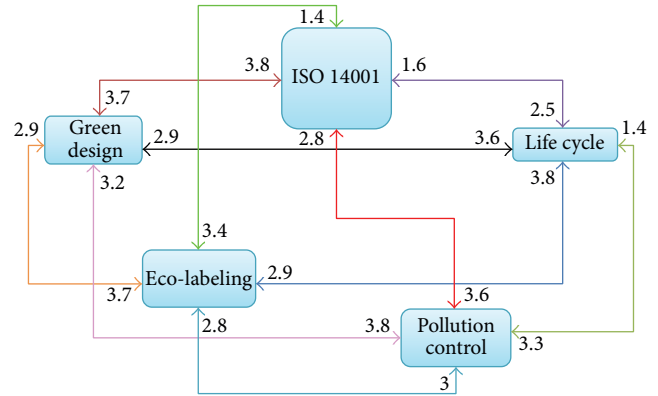 1.4
3.8
ISO 14001
1.6
3.7
2.5
2.9
Green
design
2.9
2.8
3.6
Life cycle
1.4
3.2
3.8
3.4
Eco-labeling
2.9
3.7
3.6
2.8
3.8
Pollution
control
3.3
3